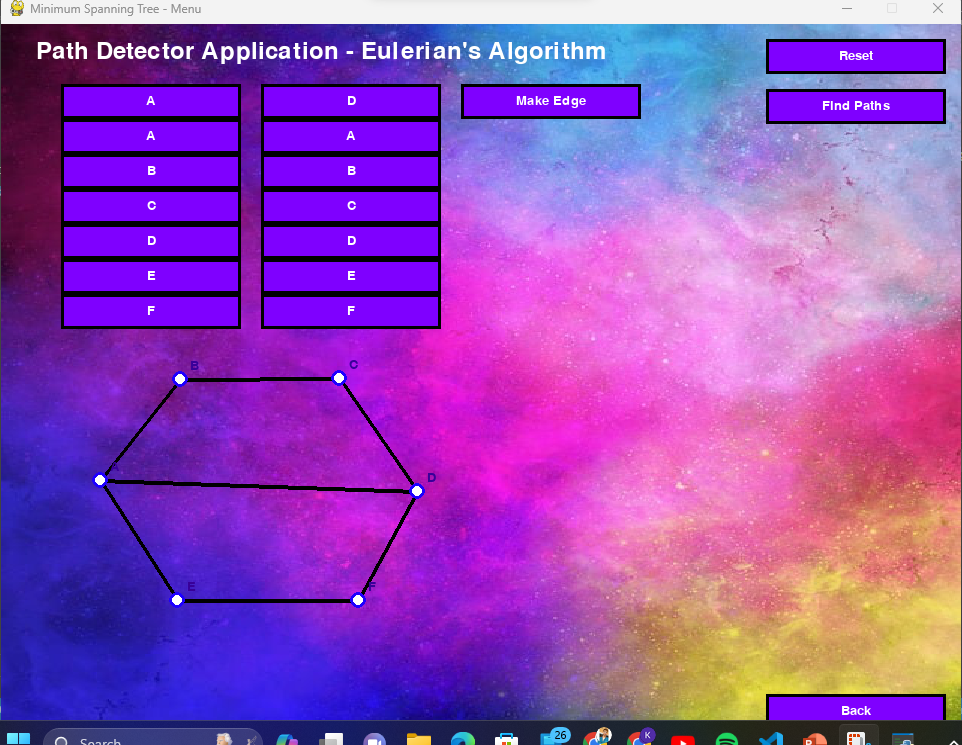 Minimum Spanning Tree - Menu
Path Detector Application - Eulerian's Algorithm
Reset
A D Make Edge
Find Paths
A A
B B
C C
D D
E E
F F
B C
A D
E F
Back
26 K
Search